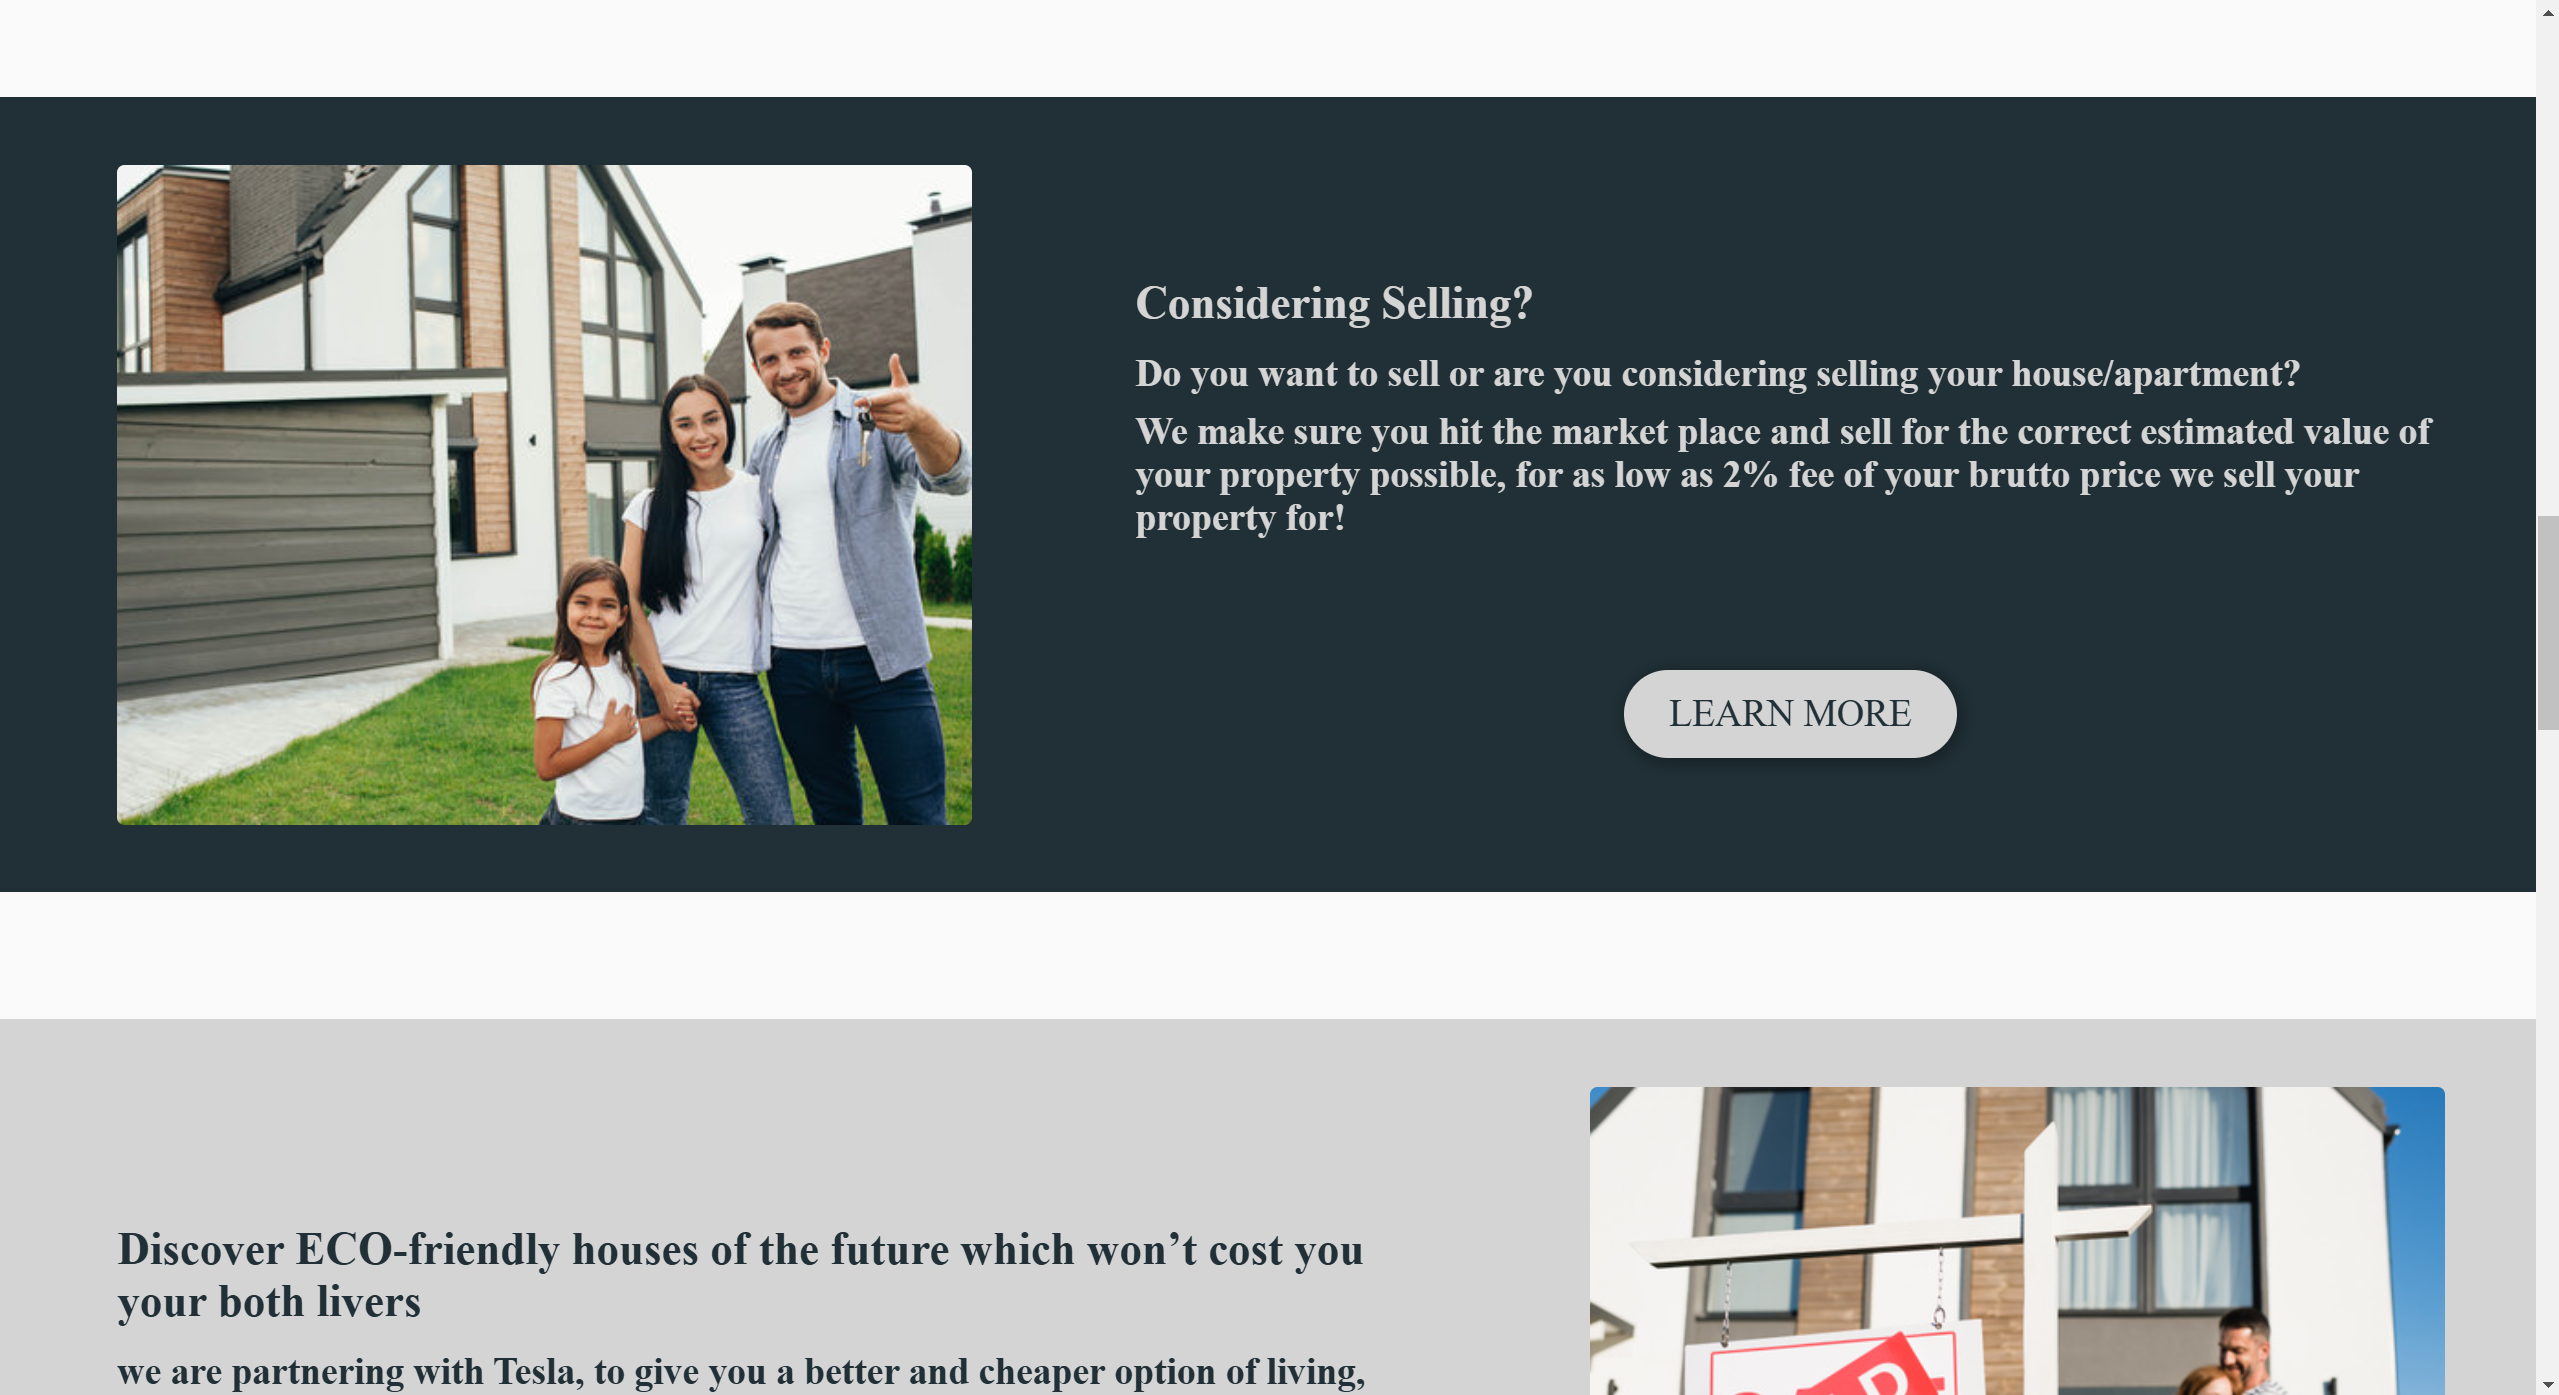 Considering Selling?
Do you want to sell or are you considering selling your house/apartment?
We make sure you hit the market place and sell for the correct estimated value of
your property possible, for as low as 2% fee of your brutto price we sell your
property for!
LEARN MORE
Discover ECO-friendly houses of the future which won’t cost you
your both livers
we are partnering with Tesla, to give you a better and cheaper option of living,